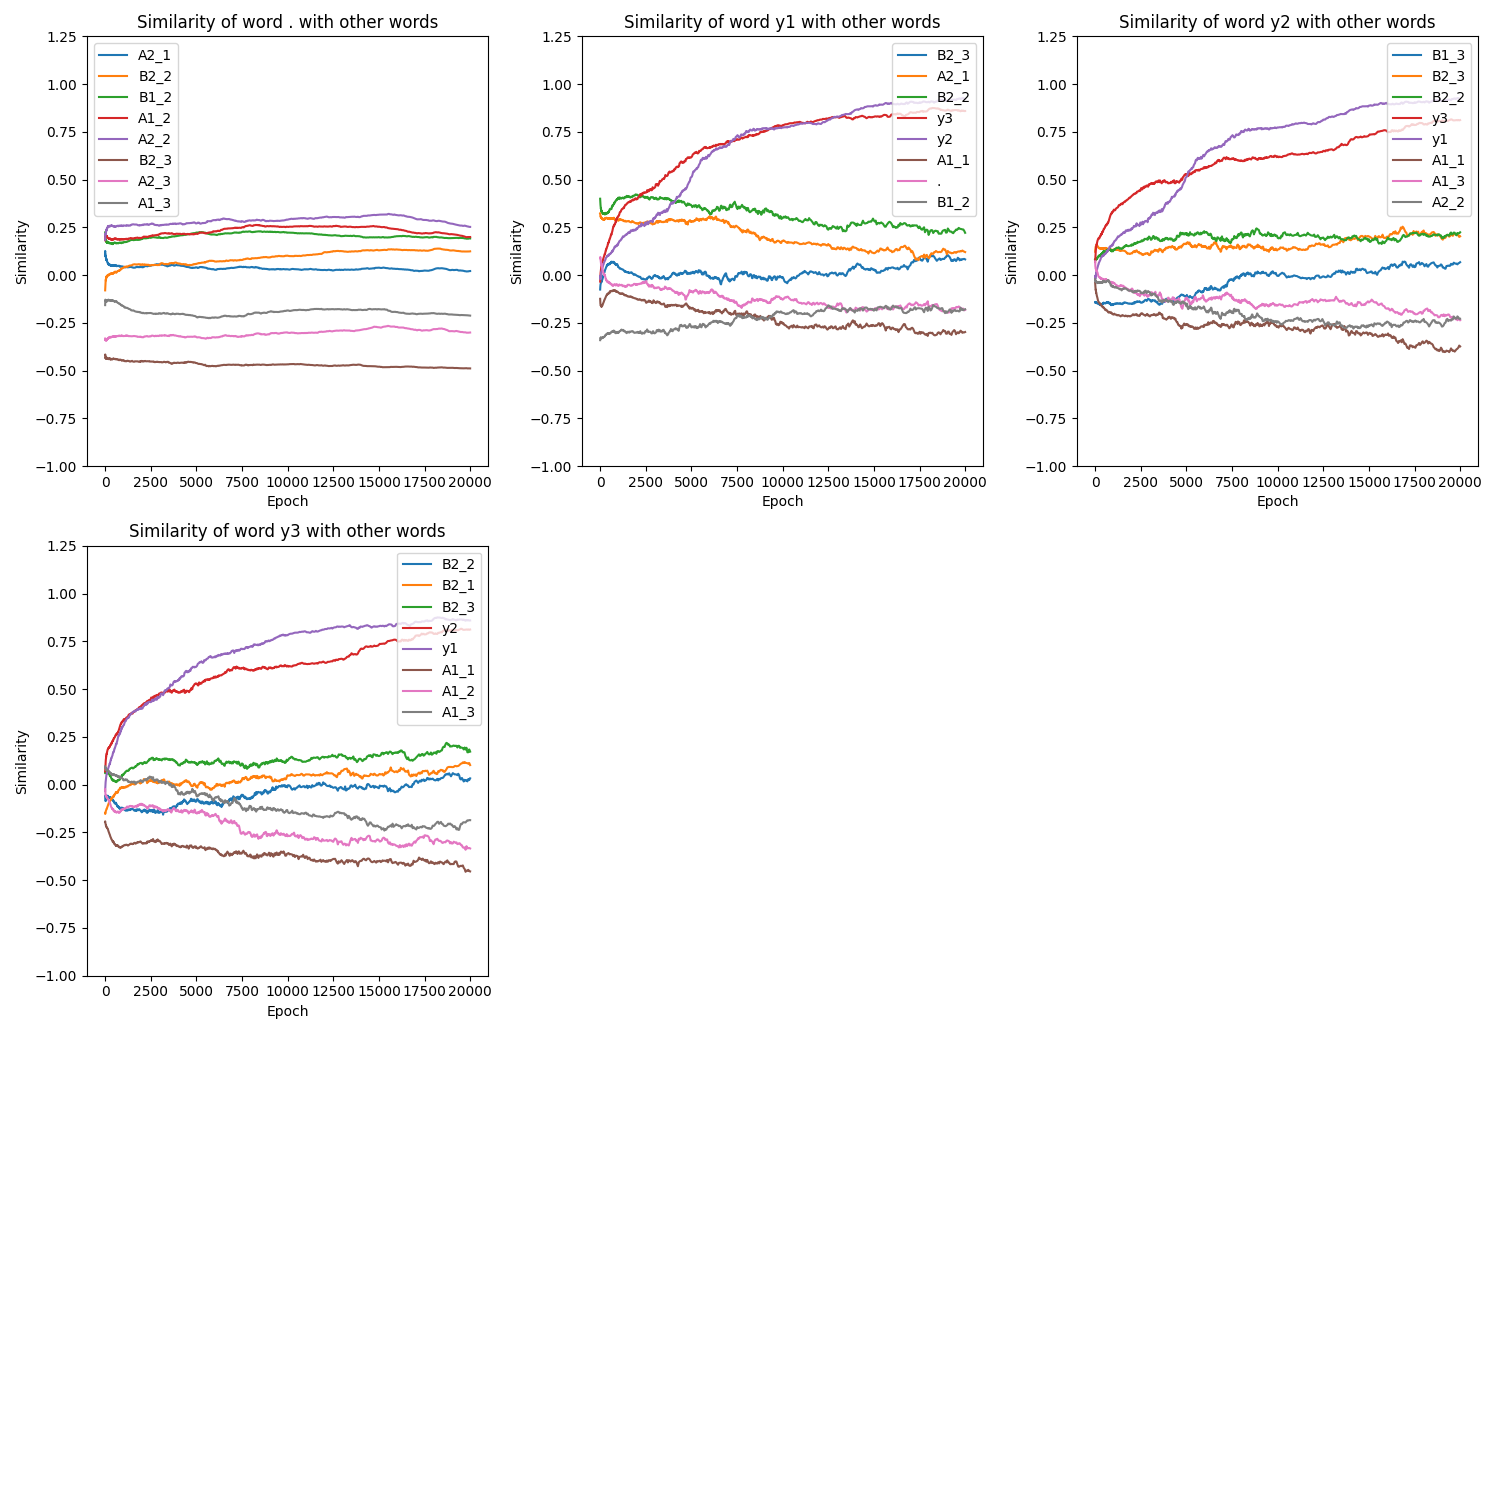 Similarity of word . with other words
1.25
1.00
0.75
0.50
0.25
0.00
−0.25
−0.50
−0.75
−1.00
Similarity
A2_1
B2_2
B1_2
A1_2
A2_2
B2_3
A2_3
A1_3
0 2500 5000 7500 10000 12500 15000 17500 20000
Epoch
Similarity of word y1 with other words
1.25
1.00
0.75
0.50
0.25
0.00
−0.25
−0.50
−0.75
−1.00
Similarity
B2_3
A2_1
B2_2
y3
y2
A1_1
.
B1_2
0 2500 5000 7500 10000 12500 15000 17500 20000
Epoch
Similarity of word y2 with other words
1.25
1.00
0.75
0.50
0.25
0.00
−0.25
−0.50
−0.75
−1.00
Similarity
B1_3
B2_3
B2_2
y3
y1
A1_1
A1_3
A2_2
0 2500 5000 7500 10000 12500 15000 17500 20000
Epoch
Similarity of word y3 with other words
1.25
1.00
0.75
0.50
0.25
0.00
−0.25
−0.50
−0.75
−1.00
Similarity
B2_2
B2_1
B2_3
y2
y1
A1_1
A1_2
A1_3
0 2500 5000 7500 10000 12500 15000 17500 20000
Epoch